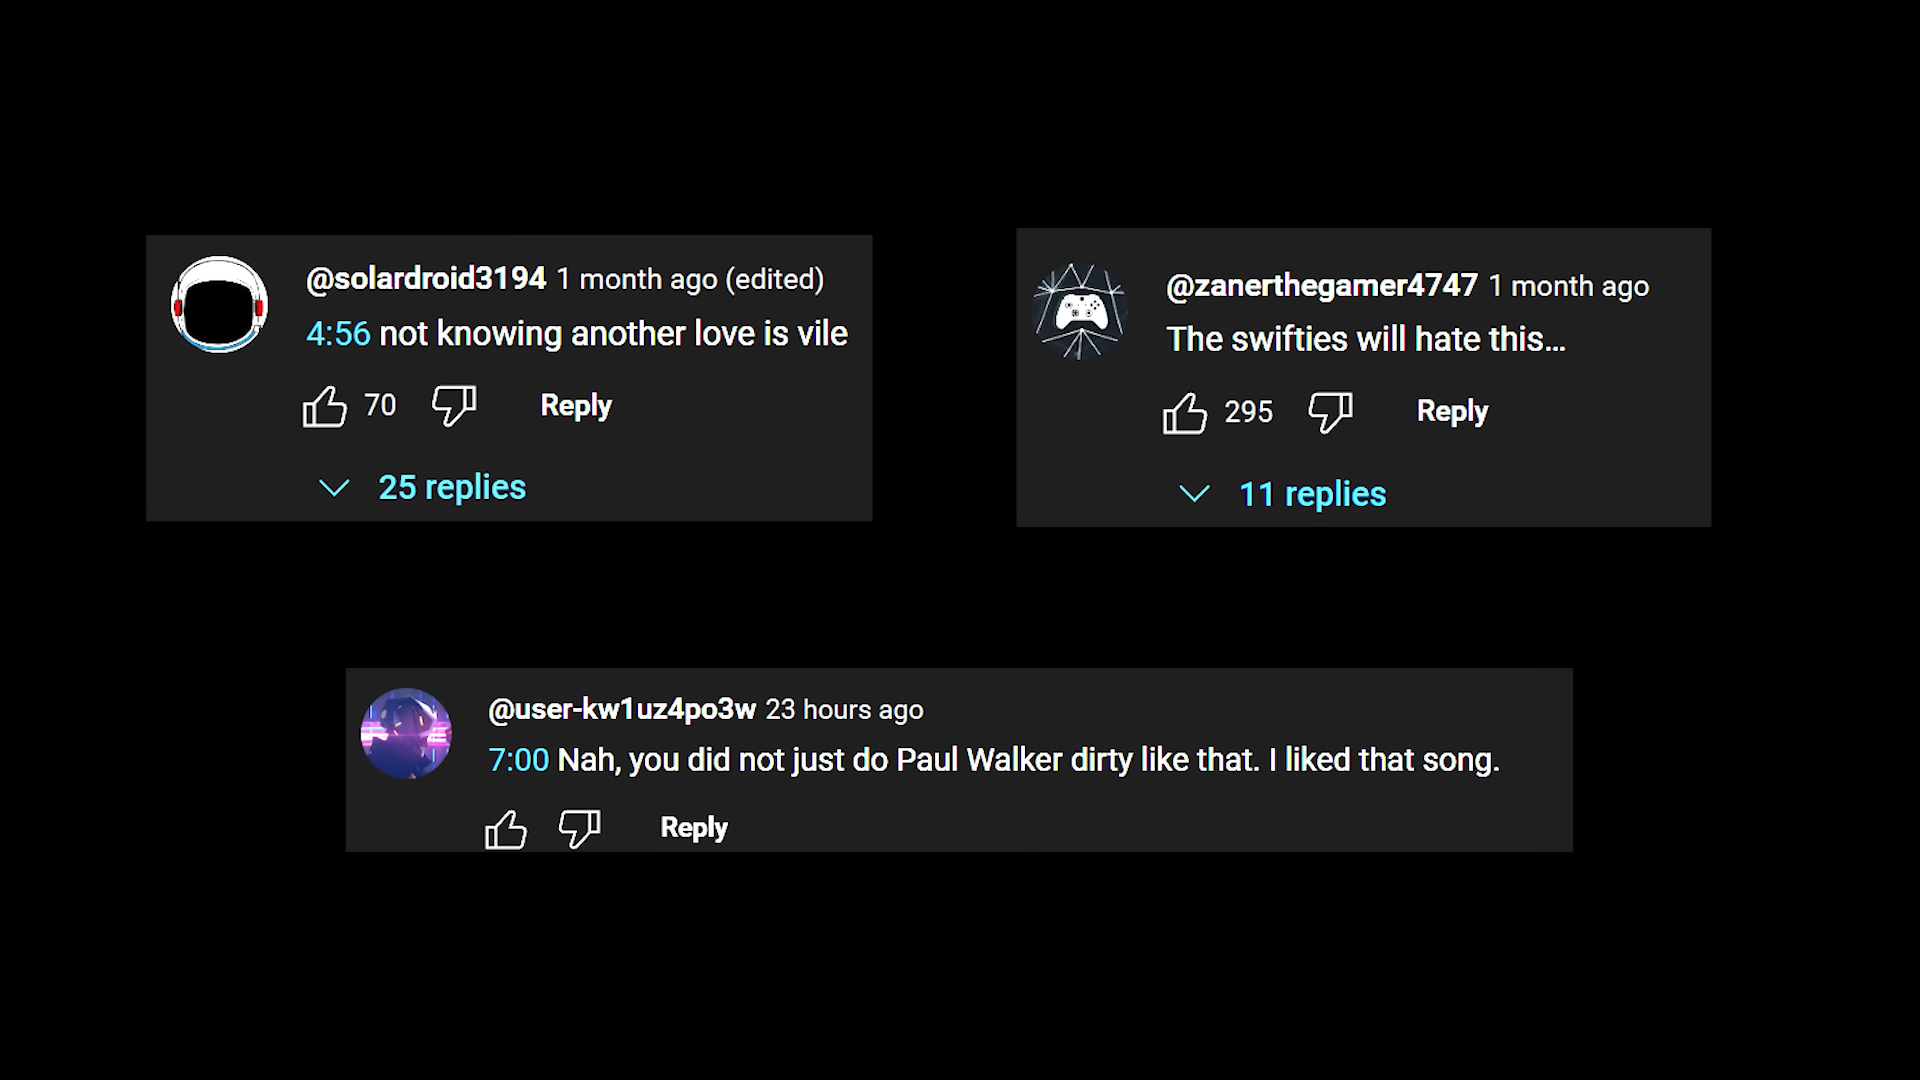 @solardroid3194 1 month ago (edited)
4:56 not knowing another love is vile
70 Reply
25 replies
@zanerthegamer4747 1 month ago
The swifties will hate this...
295 Reply
11 replies
@user-kw1uz4po3w 23 hours ago
7:00 Nah, you did not just do Paul Walker dirty like that. I liked that song.
Reply